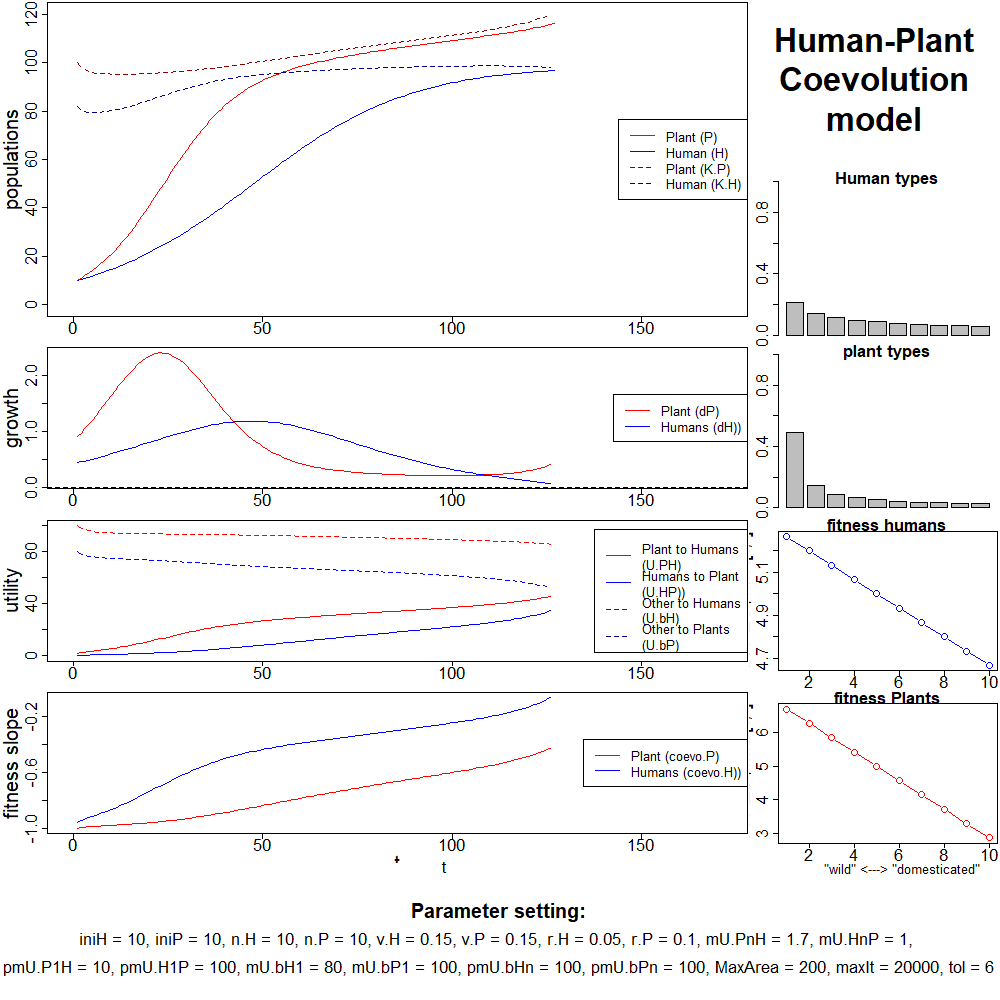 Human-Plant
Coevolution
model
populations
0
20
40
60
80
100
120
0
50
100
150
Plant (P)
Human (H)
Plant (K.P)
Human (K.H)
growth
0.0
1.0
2.0
0
50
100
150
Plant (dP)
Humans (dH))
utility
0
40
80
0
50
100
150
Plant to Humans
(U.PH)
Humans to Plant
(U.HP))
Other to Humans
(U.bH)
Other to Plants
(U.bP)
fitness slope
-1.0
-0.6
-0.2
0
50
100
150
t
Plant (coevo.P)
Humans (coevo.H))
Human types
0.0
0.4
0.8
plant types
0.0
0.4
0.8
fitness humans
4.7
4.9
5.1
2
4
6
8
10
fitness Plants
3
4
5
6
2
4
6
8
10
"wild" <---> "domesticated"
Parameter setting:
iniH = 10, iniP = 10, n.H = 10, n.P = 10, v.H = 0.15, v.P = 0.15, r.H = 0.05, r.P = 0.1, mU.PnH = 1.7, mU.HnP = 1,
pmU.P1H = 10, pmU.H1P = 100, mU.bH1 = 80, mU.bP1 = 100, pmU.bHn = 100, pmU.bPn = 100, MaxArea = 200, maxIt = 20000, tol = 6